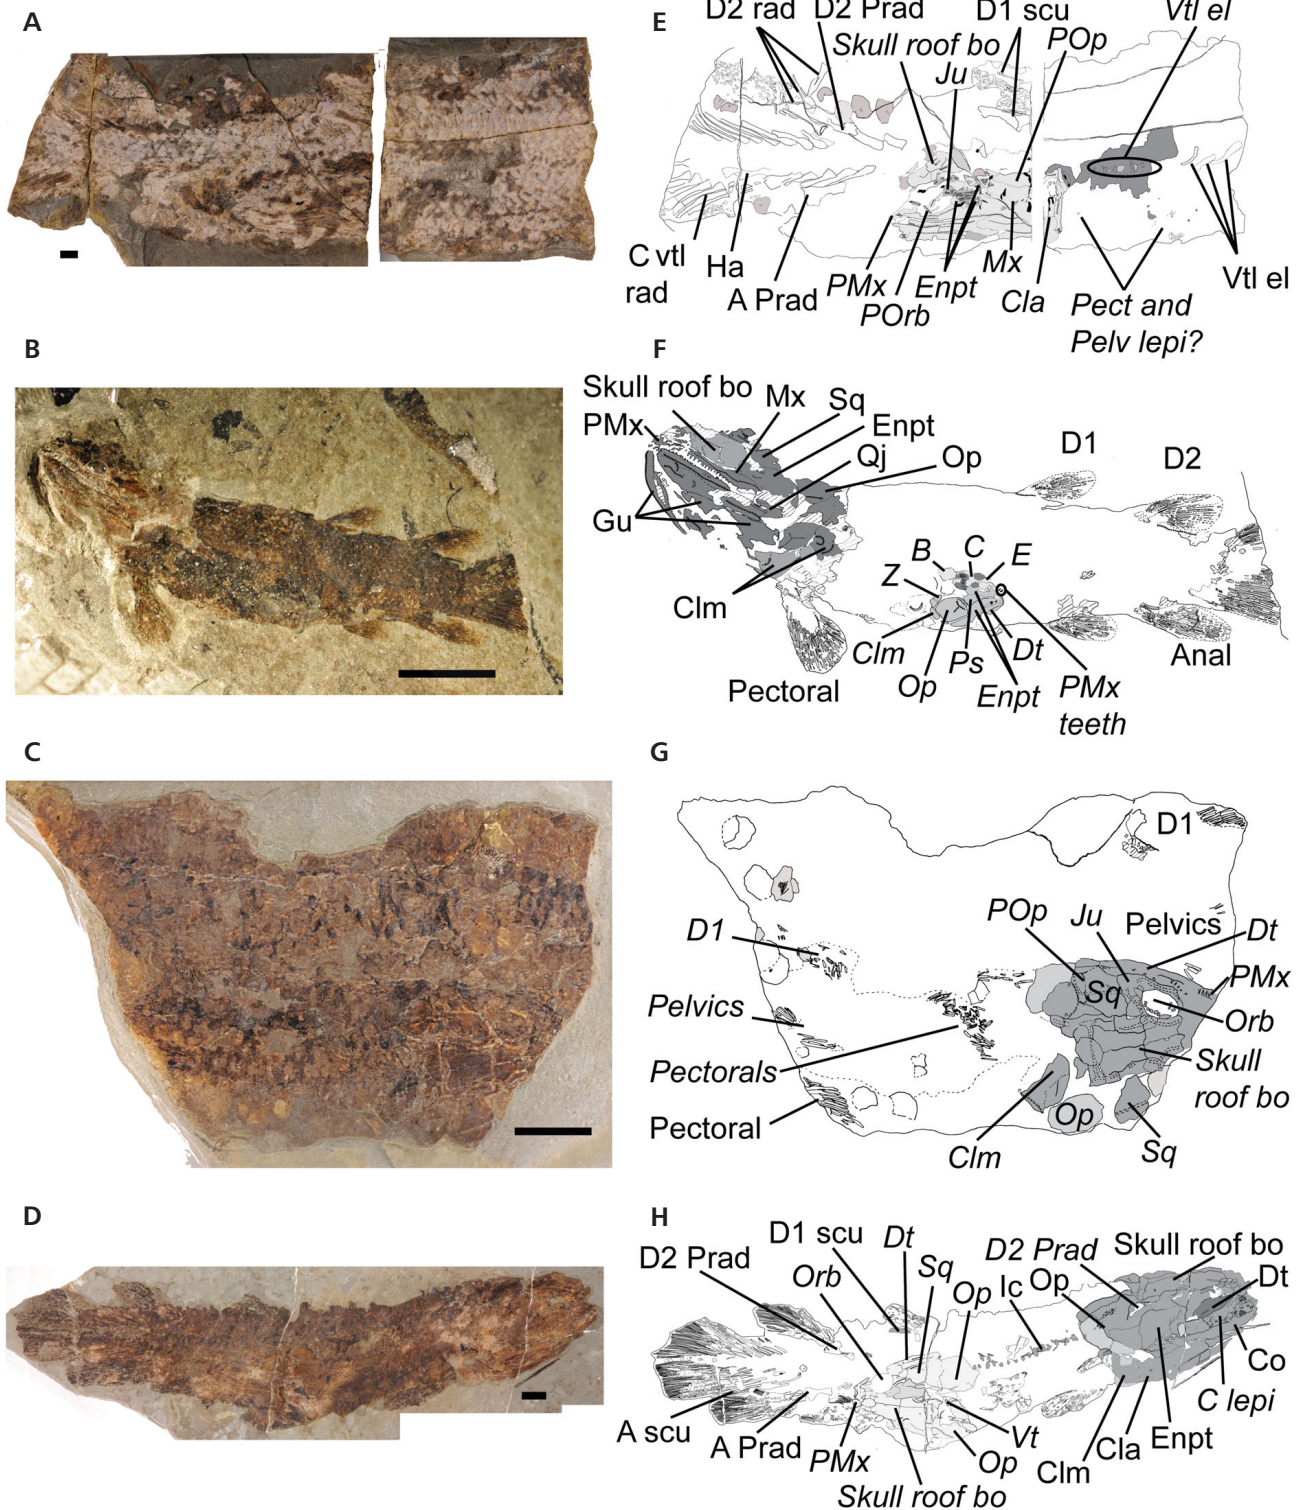 A
E
D2 rad
D2 Prad
D1 scu
Vtl el
Skull roof bo
POp
Ju
C vtl
rad
Ha
A Prad
PMx
POrb
Enpt
Mx
Cla
Pect and
Pelv lepi?
Vtl el
B
F
Skull roof bo
PMx
Mx
Sq
Enpt
Qj
Op
D1
D2
Gu
B
C
E
Z
Clm
Clm
Op
Ps
Dt
Enpt
PMx
teeth
Pectoral
Anal
C
G
D1
POp
Ju
Pelvics
Dt
D1
Sq
PMx
Pelvics
Orb
Pectorals
Skull
roof bo
Pectoral
Op
Clm
Sq
D
H
D1 scu
Dt
D2 Prad
Skull roof bo
D2 Prad
Orb
Sq
Op
Ic
Op
Dt
Co
C lepi
A scu
A Prad
PMx
Vt
Op
Enpt
Cla
Clm
Skull roof bo